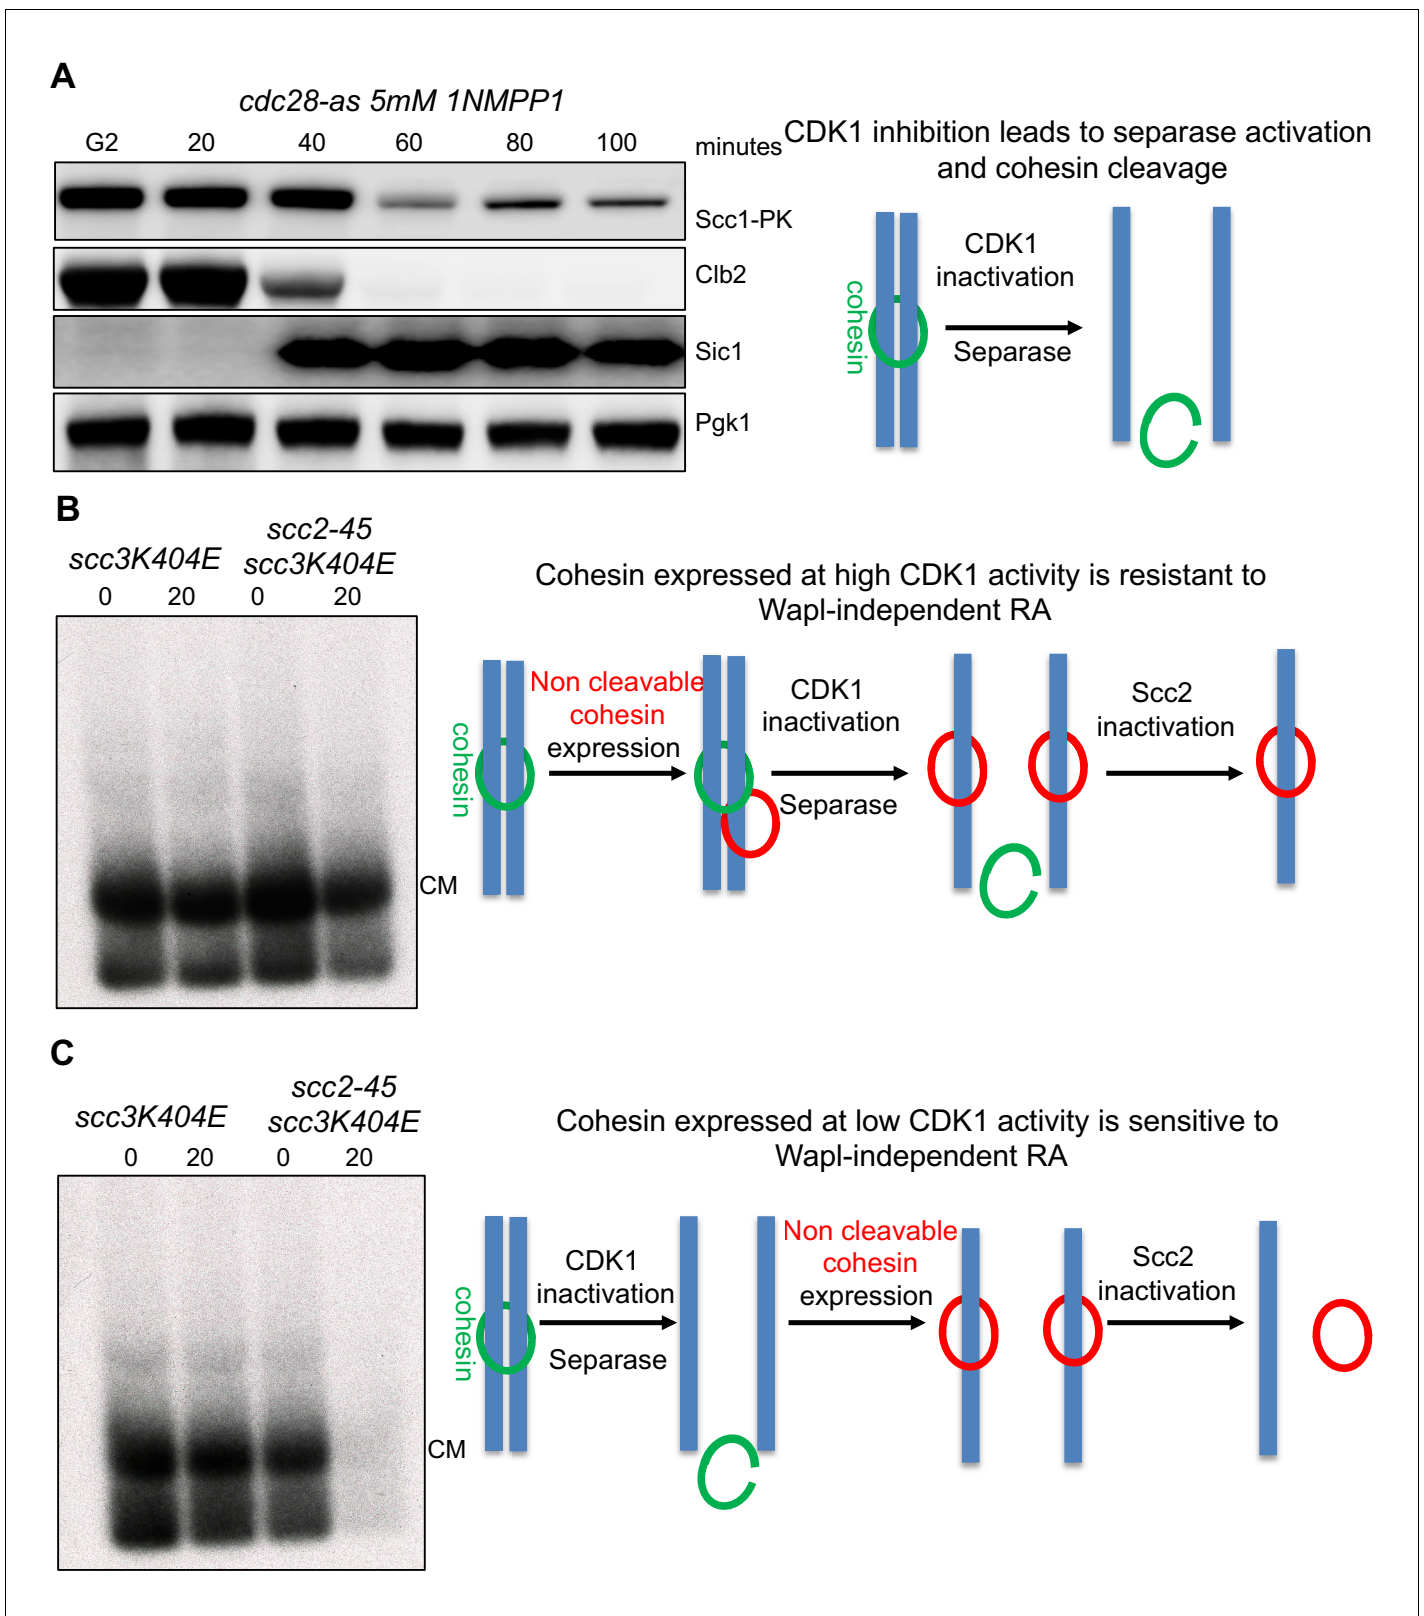 A
cdc28-as 5mM 1NMPP1
G2 20 40 60 80 100 minutes
Scc1-PK
Clb2
Sic1
Pgk1
CDK1 inhibition leads to separase activation
and cohesin cleavage
cohesin
CDK1
inactivation
Separase
B
scc3K404E
scc2-45
scc3K404E
0 20 0 20
CM
Cohesin expressed at high CDK1 activity is resistant to
Wapl-independent RA
cohesin
Non cleavable
cohesin
expression
CDK1
inactivation
Separase
Scc2
inactivation
C
scc3K404E
scc2-45
scc3K404E
0 20 0 20
CM
Cohesin expressed at low CDK1 activity is sensitive to
Wapl-independent RA
cohesin
CDK1
inactivation
Separase
Non cleavable
cohesin
expression
Scc2
inactivation